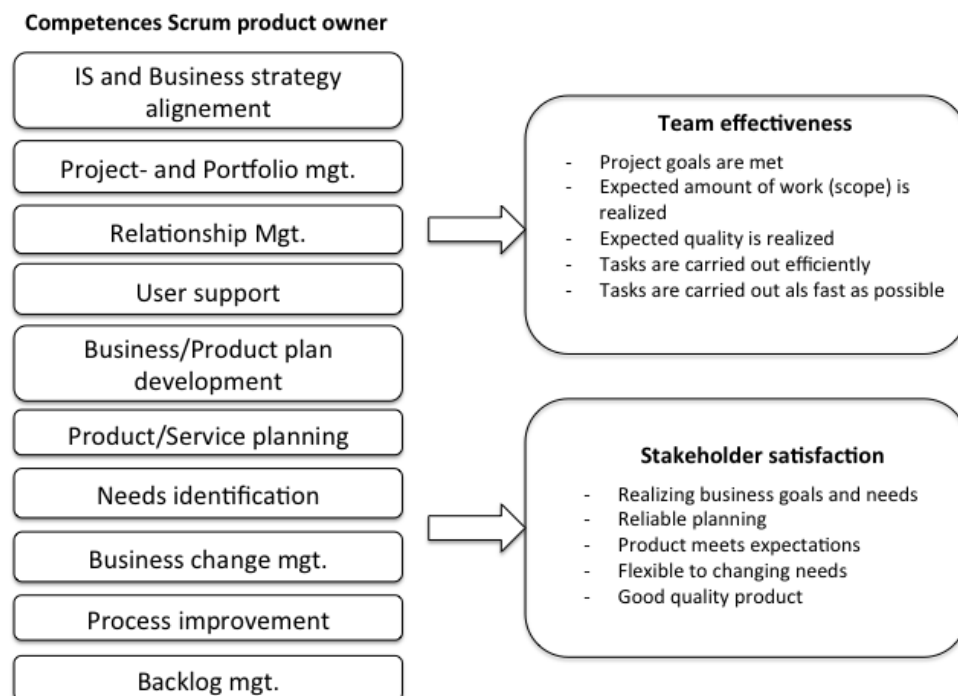 Competences Scrum product owner
IS and Business strategy
alignement
Project- and Portfolio mgt.
Relationship Mgt.
User support
Business/Product plan
development
Product/Service planning
Needs identification
Business change mgt.
Process improvement
Backlog mgt.
Team effectiveness
- Project goals are met
- Expected amount of work (scope) is
realized
- Expected quality is realized
- Tasks are carried out efficiently
- Tasks are carried out als fast as possible
Stakeholder satisfaction
- Realizing business goals and needs
- Reliable planning
- Product meets expectations
- Flexible to changing needs
- Good quality product